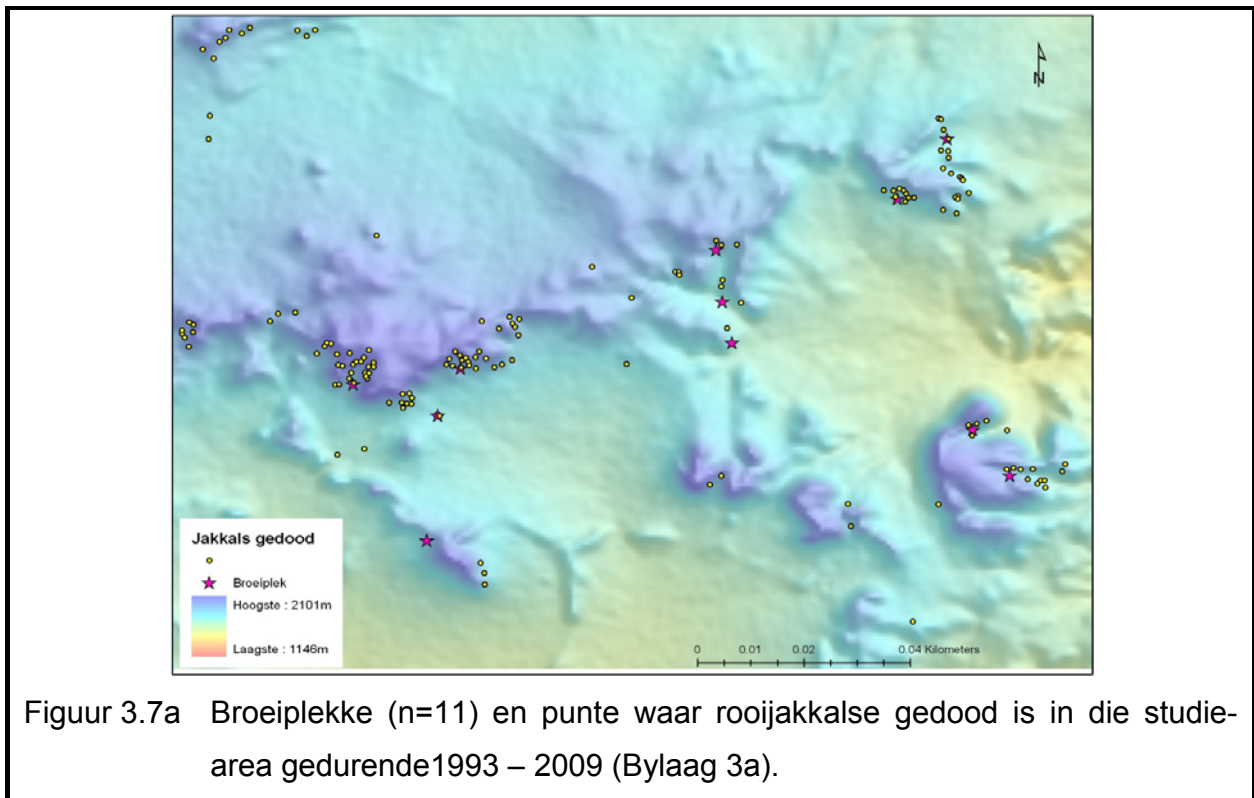 N
Jakkals gedood
Broeiplek
Hoogste : 2101m
Laagste : 1146m
0 0.01 0.02 0.04 Kilometers
Figuur 3.7a Broeiplekke (n=11) en punte waar rooijakkalse gedood is in die studie-
area gedurende1993 – 2009 (Bylaag 3a).